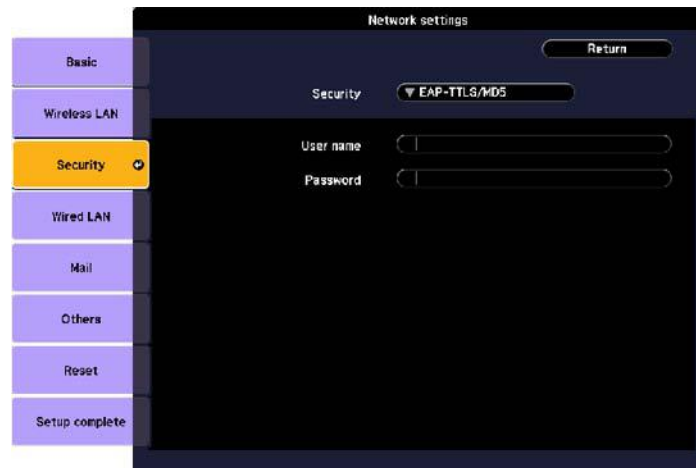 Network settings
Return
Basic
Security
EAP-TTLS/MD5
Wireless LAN
User name
Security
Password
Wired LAN
Mail
Others
Reset
Setup complete